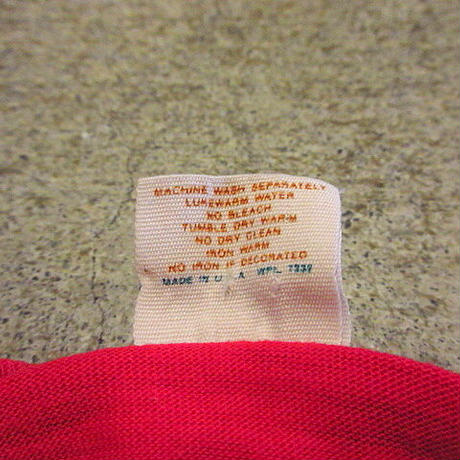 MACHINE WASH SEPARATELY
LUKEWARM WATER
NO BLEACH
TUMBLE DRY WARM
NO DRY CLEAN
IRON WARM
NO IRON IF DECORATED
MADE IN U A WPL 7339